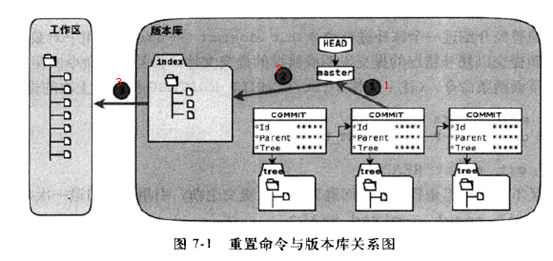 工作区
版本库
index
HEAD
master
3
2
1
1
COMMIT
Id *****
Parent *****
Tree *****
COMMIT
Id *****
Parent *****
Tree *****
COMMIT
Id *****
Parent *****
Tree *****
tree
tree
tree
图 7-1 重置命令与版本库关系图